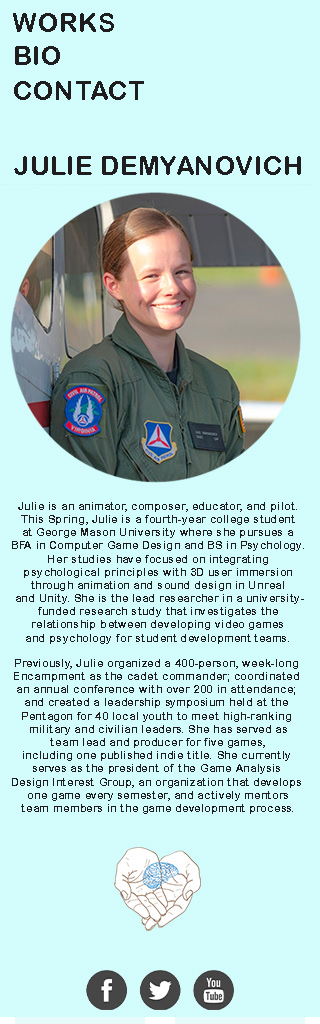 WORKS
BIO
CONTACT
JULIE DEMYANOVICH
CIVIL AIR PATROL
VIRGINIA
Julie is an animator, composer, educator, and pilot.
This Spring, Julie is a fourth-year college student
at George Mason University where she pursues a
BFA in Computer Game Design and BS in Psychology.
Her studies have focused on integrating
psychological principles with 3D user immersion
through animation and sound design in Unreal
and Unity. She is the lead researcher in a university-
funded research study that investigates the
relationship between developing video games
and psychology for student development teams.
Previously, Julie organized a 400-person, week-long
Encampment as the cadet commander; coordinated
an annual conference with over 200 in attendance;
and created a leadership symposium held at the
Pentagon for 40 local youth to meet high-ranking
military and civilian leaders. She has served as
team lead and producer for five games,
including one published indie title. She currently
serves as the president of the Game Analysis
Design Interest Group, an organization that develops
one game every semester, and actively mentors
team members in the game development process.
f
You
Tube